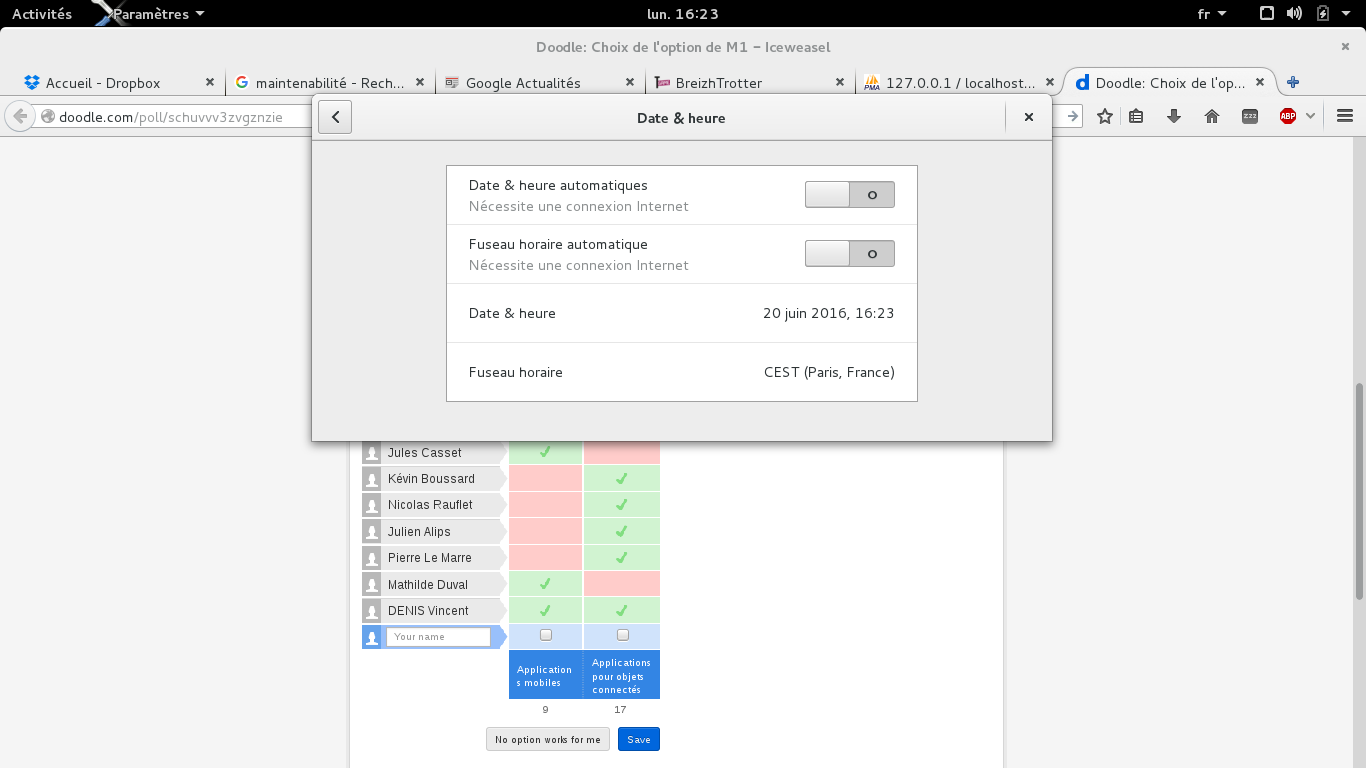 Activités
Paramètres
lun. 16:23
fr
Doodle: Choix de l'option de M1 – Iceweasel
Accueil - Dropbox
maintenabilité - Rech...
Google Actualités
BreizhTrotter
PMA
127.0.0.1 / localhost...
Doodle: Choix de l'op...
doodle.com/poll/schuvvv3zvgznzie
zzz
ABP
Date & heure
Date & heure automatiques
Nécessite une connexion Internet
Fuseau horaire automatique
Nécessite une connexion Internet
Date & heure
20 juin 2016, 16:23
Fuseau horaire
CEST (Paris, France)
Jules Casset
Kévin Boussard
Nicolas Rauflet
Julien Alips
Pierre Le Marre
Mathilde Duval
DENIS Vincent
Your name
Application
s mobiles
Applications
pour objets
connectés
9
17
No option works for me
Save